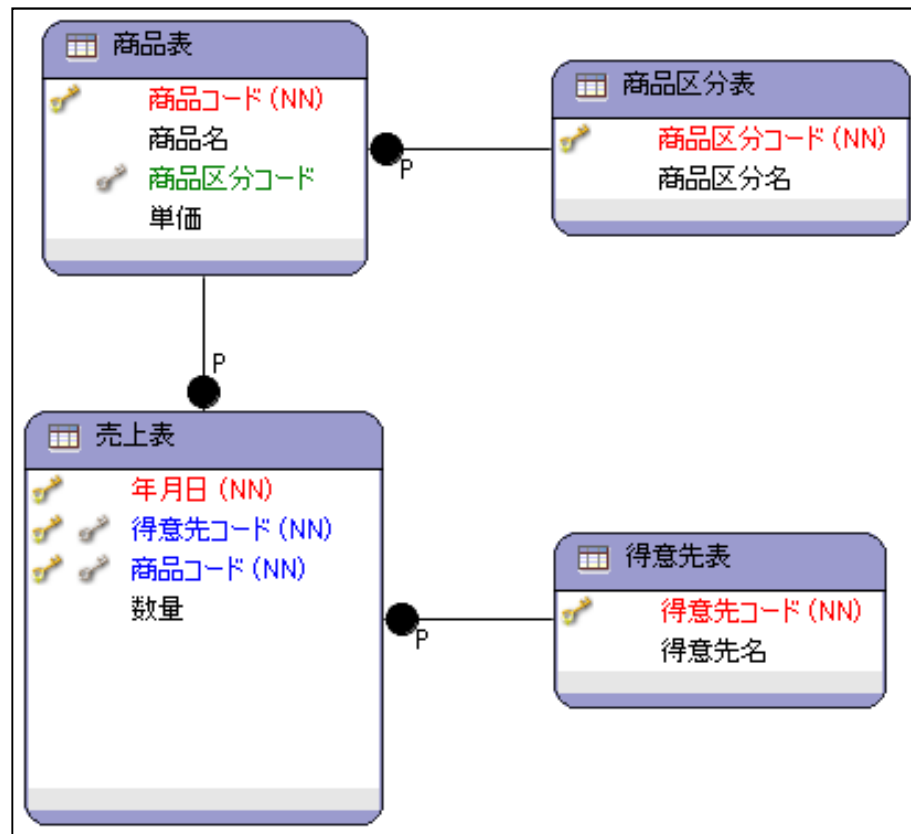 商品表
商品コード(NN)
商品名
商品区分コード
単価
商品区分表
商品区分コード(NN)
商品区分名
P
P
売上表
年月日(NN)
得意先コード(NN)
商品コード(NN)
数量
得意先表
得意先コード(NN)
得意先名
P